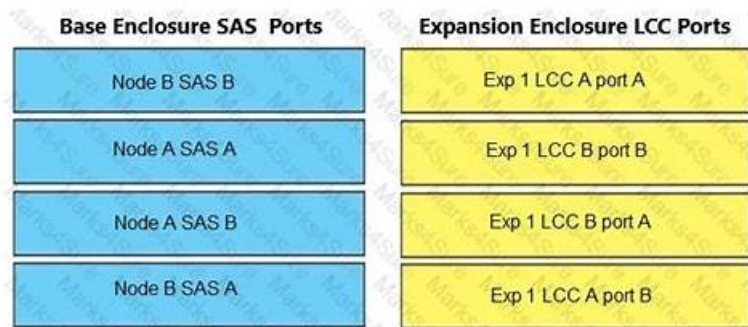 Base Enclosure SAS Ports
Expansion Enclosure LCC Ports
Node B SAS B
Exp 1 LCC A port A
Node A SAS A
Exp 1 LCC B port B
Node A SAS B
Exp 1 LCC B port A
Node B SAS A
Exp 1 LCC A port B
Marks4Sure